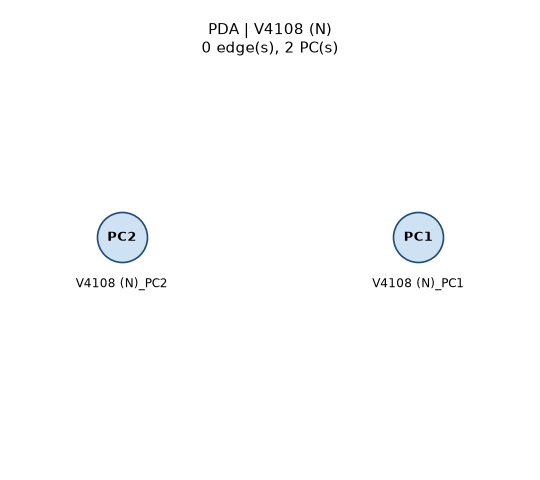 PDA | V4108 (N)
0 edge(s), 2 PC(s)
PC2
PC1
V4108 (N)_PC2
V4108 (N)_PC1